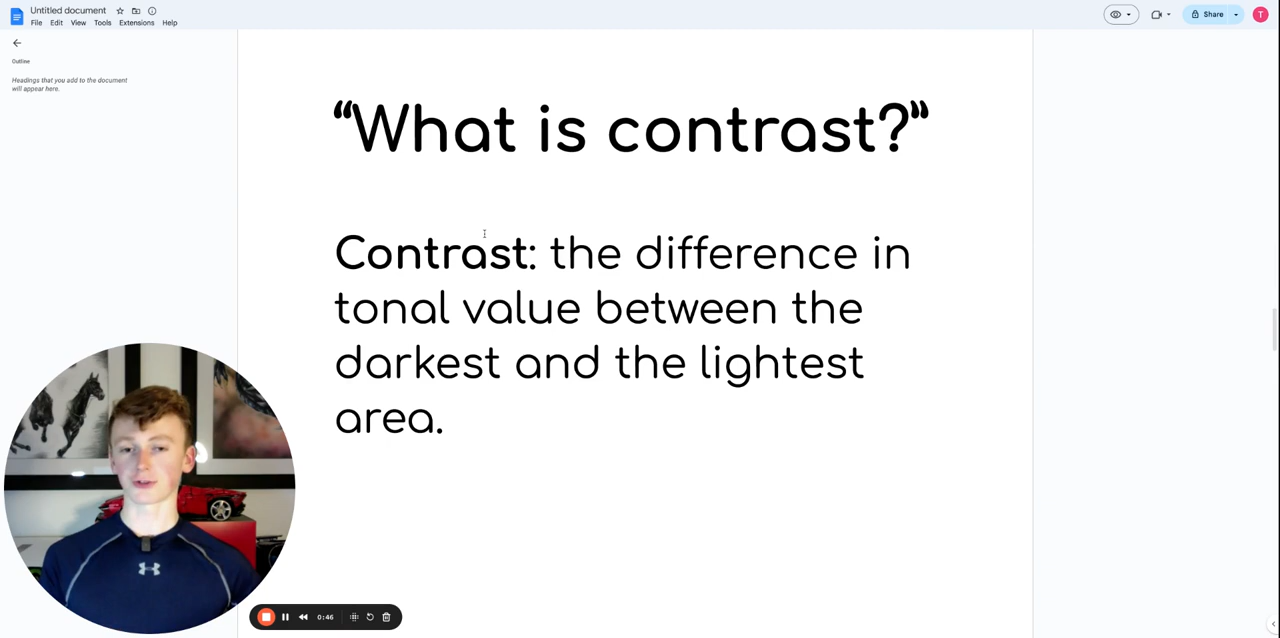 Untitled document
File Edit View Tools Extensions Help
Share
T
Outline
Headings that you add to the document
will appear here.
“What is contrast?”
Contrast: the difference in
tonal value between the
darkest and the lightest
area.
0:46